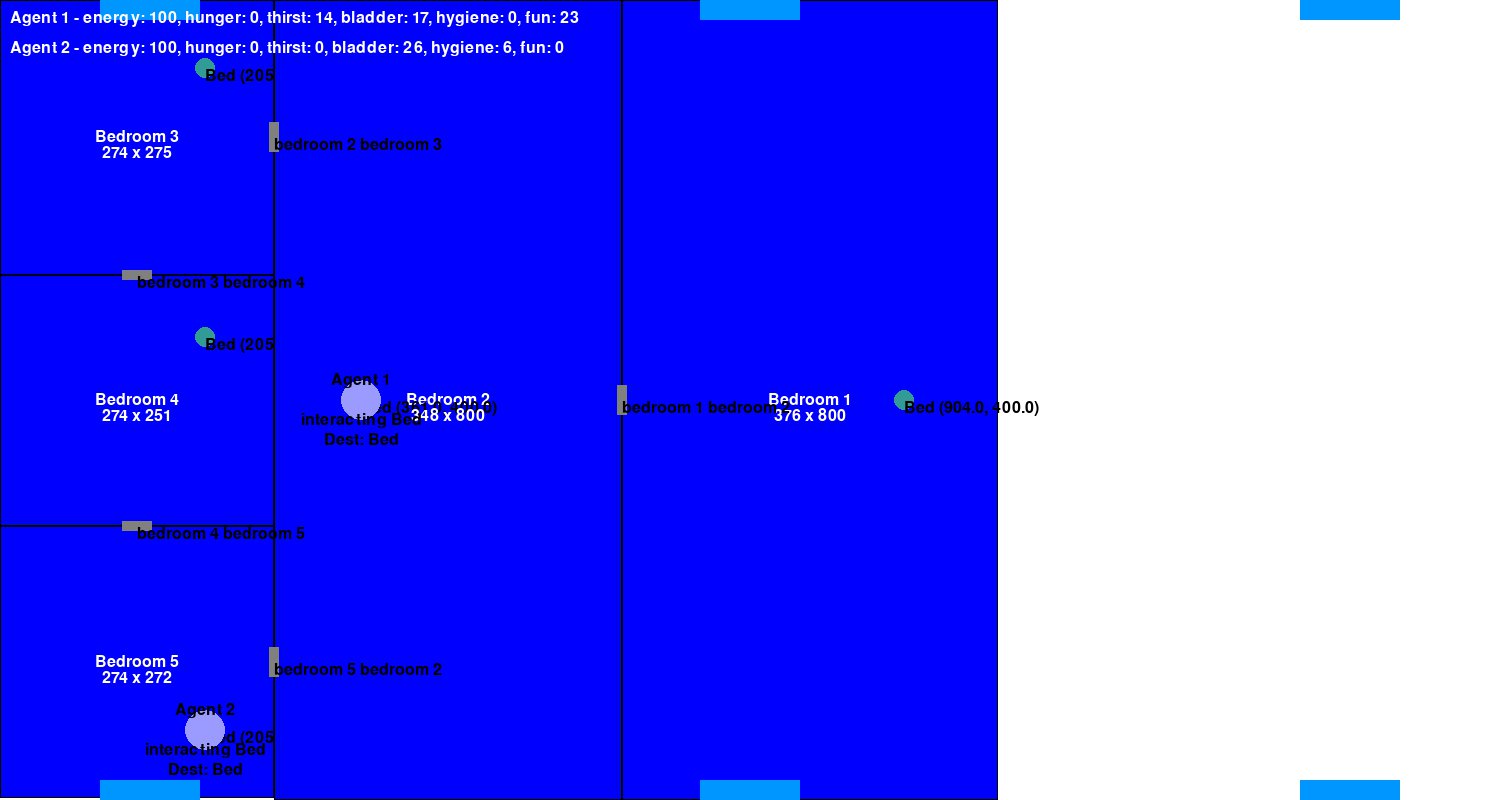 Agent 1 - energy: 100, hunger: 0, thirst: 14, bladder: 17, hygiene: 0, fun: 23
Agent 2 - energy: 100, hunger: 0, thirst: 0, bladder: 26, hygiene: 6, fun: 0
Bed (205
Bedroom 3
274 x 275
bedroom 2 bedroom 3
bedroom 3 bedroom 4
Bed (205
Agent 1
Bedroom 4
274 x 251
Bedroom 2
348 x 800
interacting Bed
Dest: Bed
bedroom 1 bedroom
Bedroom 1
376 x 800
Bed (904.0, 400.0)
bedroom 4 bedroom 5
Bedroom 5
274 x 272
bedroom 5 bedroom 2
Agent 2
(205
interacting Bed
Dest: Bed